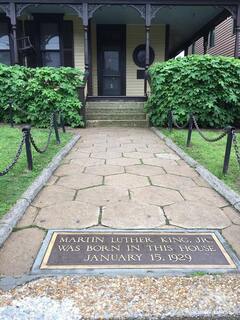 MARTIN LUTHER KING, JR.
WAS BORN IN THIS HOUSE
JANUARY 15, 1929